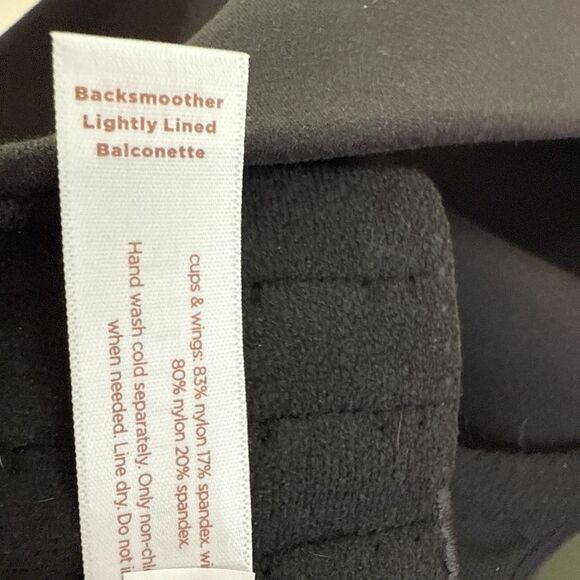 Backsmoother
Lightly Lined
Balconette
cups & wings: 83% nylon 17% spandex,
80% nylon 20% spandex.
Hand wash cold separately. Only
when needed. Line dry. Do not